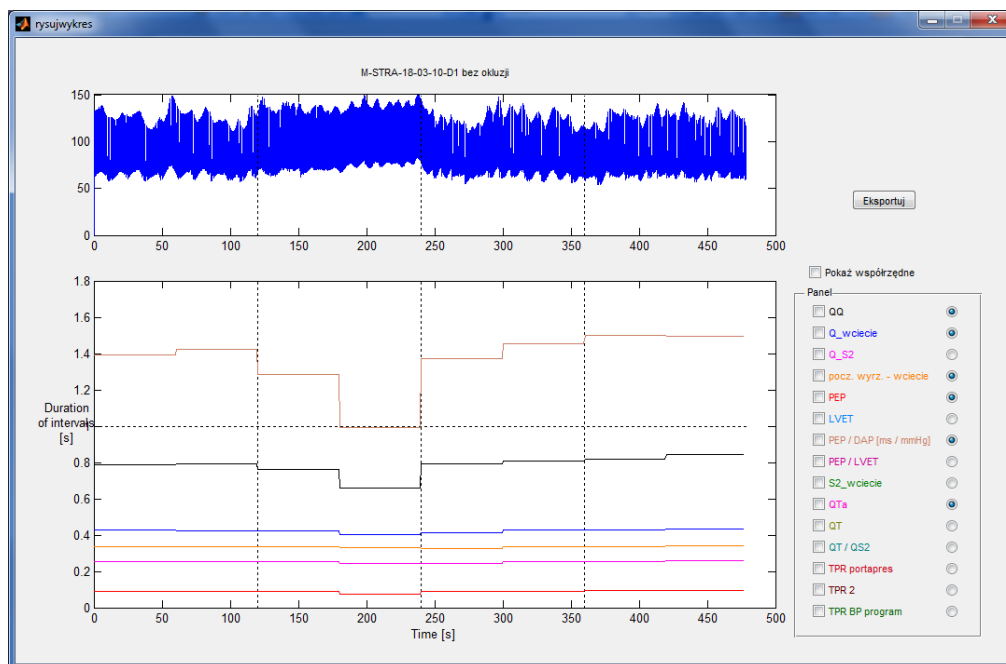 rysujwykres
M-STRA-18-03-10-D1 bez okluzji
150
100
50
0
0 50 100 150 200 250 300 350 400 450 500
Eksportuj
Pokaż współrzędne
1.8
1.6
1.4
1.2
1
0.8
0.6
0.4
0.2
0
Duration
of intervals
[s]
0 50 100 150 200 250 300 350 400 450 500
Time [s]
Panel
QQ
Q_wciecie
Q_S2
pocz. wyrz. - wciecie
PEP
LVET
PEP / DAP [ms / mmHg]
PEP / LVET
S2_wciecie
QTa
QT
QT / QS2
TPR portapres
TPR 2
TPR BP program